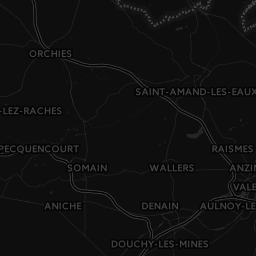 ORCHIES
SAINT-AMAND-LES-EAUX
-LEZ-RACHES
PECQUENCOURT
RAISMES
SOMAIN
WALLERS
ANZIN
VALE
ANICHE
DENAIN
AULNOY-LE
DOUCHY-LES-MINES